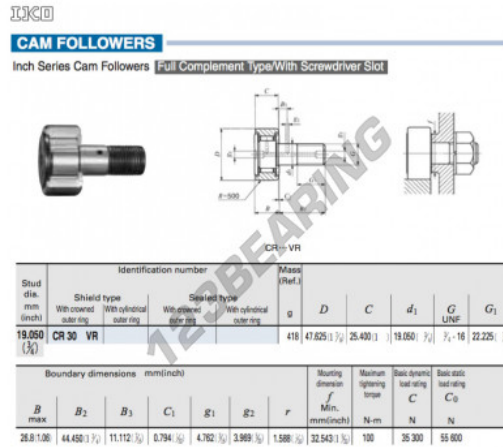 IKO
CAM FOLLOWERS
Inch Series Cam Followers Full Complement Type/With Screwdriver Slot
C
D
R=500
B
CR…VR
123BEARING
Stud dia. mm (inch)
Identification number
Mass (Ref.) g
Shield type
Sealed type
With crowned outer ring
With cylindrical outer ring
With crowned outer ring
With cylindrical outer ring
D C d1 G UNF G1
19.050 (¾) CR 30 VR 418 47.625 25.400 19.050 ¾-16 22.225
Boundary dimensions mm(inch)
Mounting dimension f Min. mm(inch)
Maximum tightening torque N-m
Basic dynamic load rating C N
Basic static load rating C0 N
B max B2 B3 C1 g1 g2 r
26.8(1.06) 44.450 11.112 0.794 4.762 3.969 1.588 32.543 100 35 300 55 600